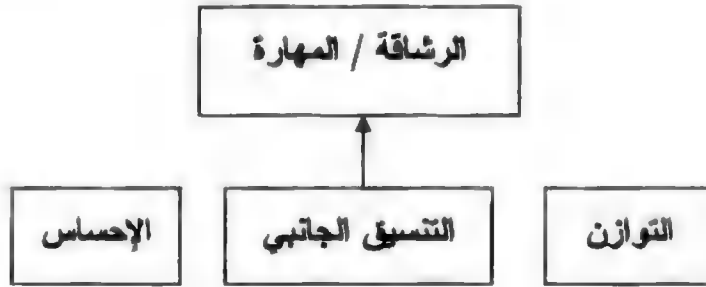 الرشاقة / المهارة
التوازن
التنسيق الجانبي
الإحساس